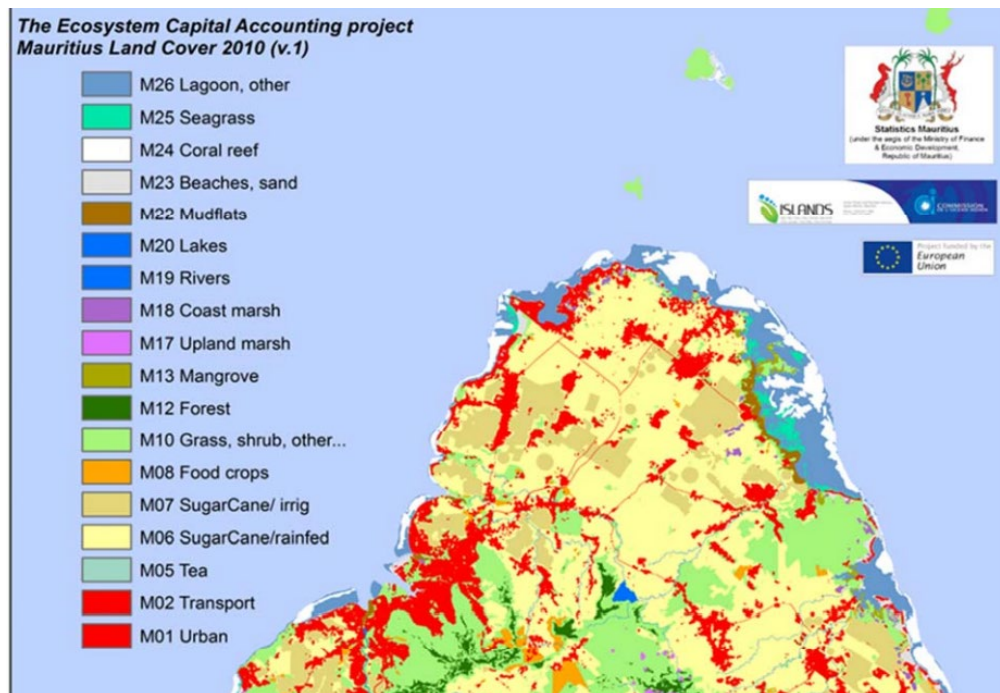 The Ecosystem Capital Accounting project
Mauritius Land Cover 2010 (v.1)
M26 Lagoon, other
M25 Seagrass
M24 Coral reef
M23 Beaches, sand
M22 Mudflats
M20 Lakes
M19 Rivers
M18 Coast marsh
M17 Upland marsh
M13 Mangrove
M12 Forest
M10 Grass, shrub, other...
M08 Food crops
M07 SugarCane/ irrig
M06 SugarCane/rainfed
M05 Tea
M02 Transport
M01 Urban
Statistics Mauritius
(under the aegis of the Ministry of Finance
& Economic Development,
Republic of Mauritius)
ISLANDS
COMMISSION
Project funded by the
European
Union